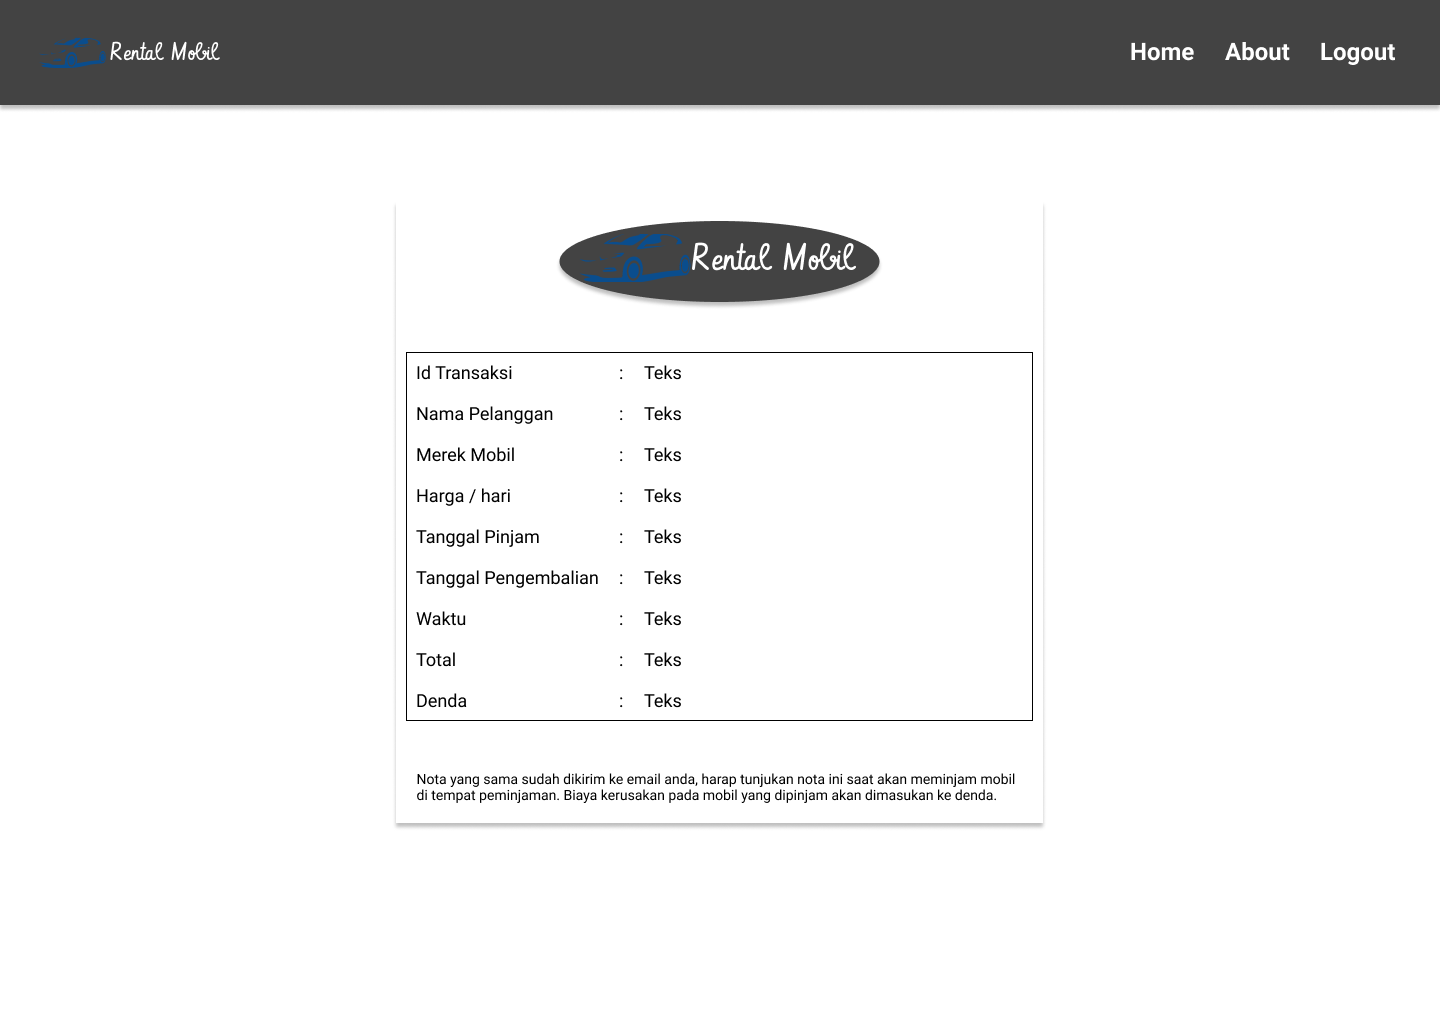 Rental Mobil
Home About Logout
Rental Mobil
Id Transaksi : Teks
Nama Pelanggan : Teks
Merek Mobil : Teks
Harga / hari : Teks
Tanggal Pinjam : Teks
Tanggal Pengembalian : Teks
Waktu : Teks
Total : Teks
Denda : Teks
Nota yang sama sudah dikirim ke email anda, harap tunjukan nota ini saat akan meminjam mobil
di tempat peminjaman. Biaya kerusakan pada mobil yang dipinjam akan dimasukan ke denda.